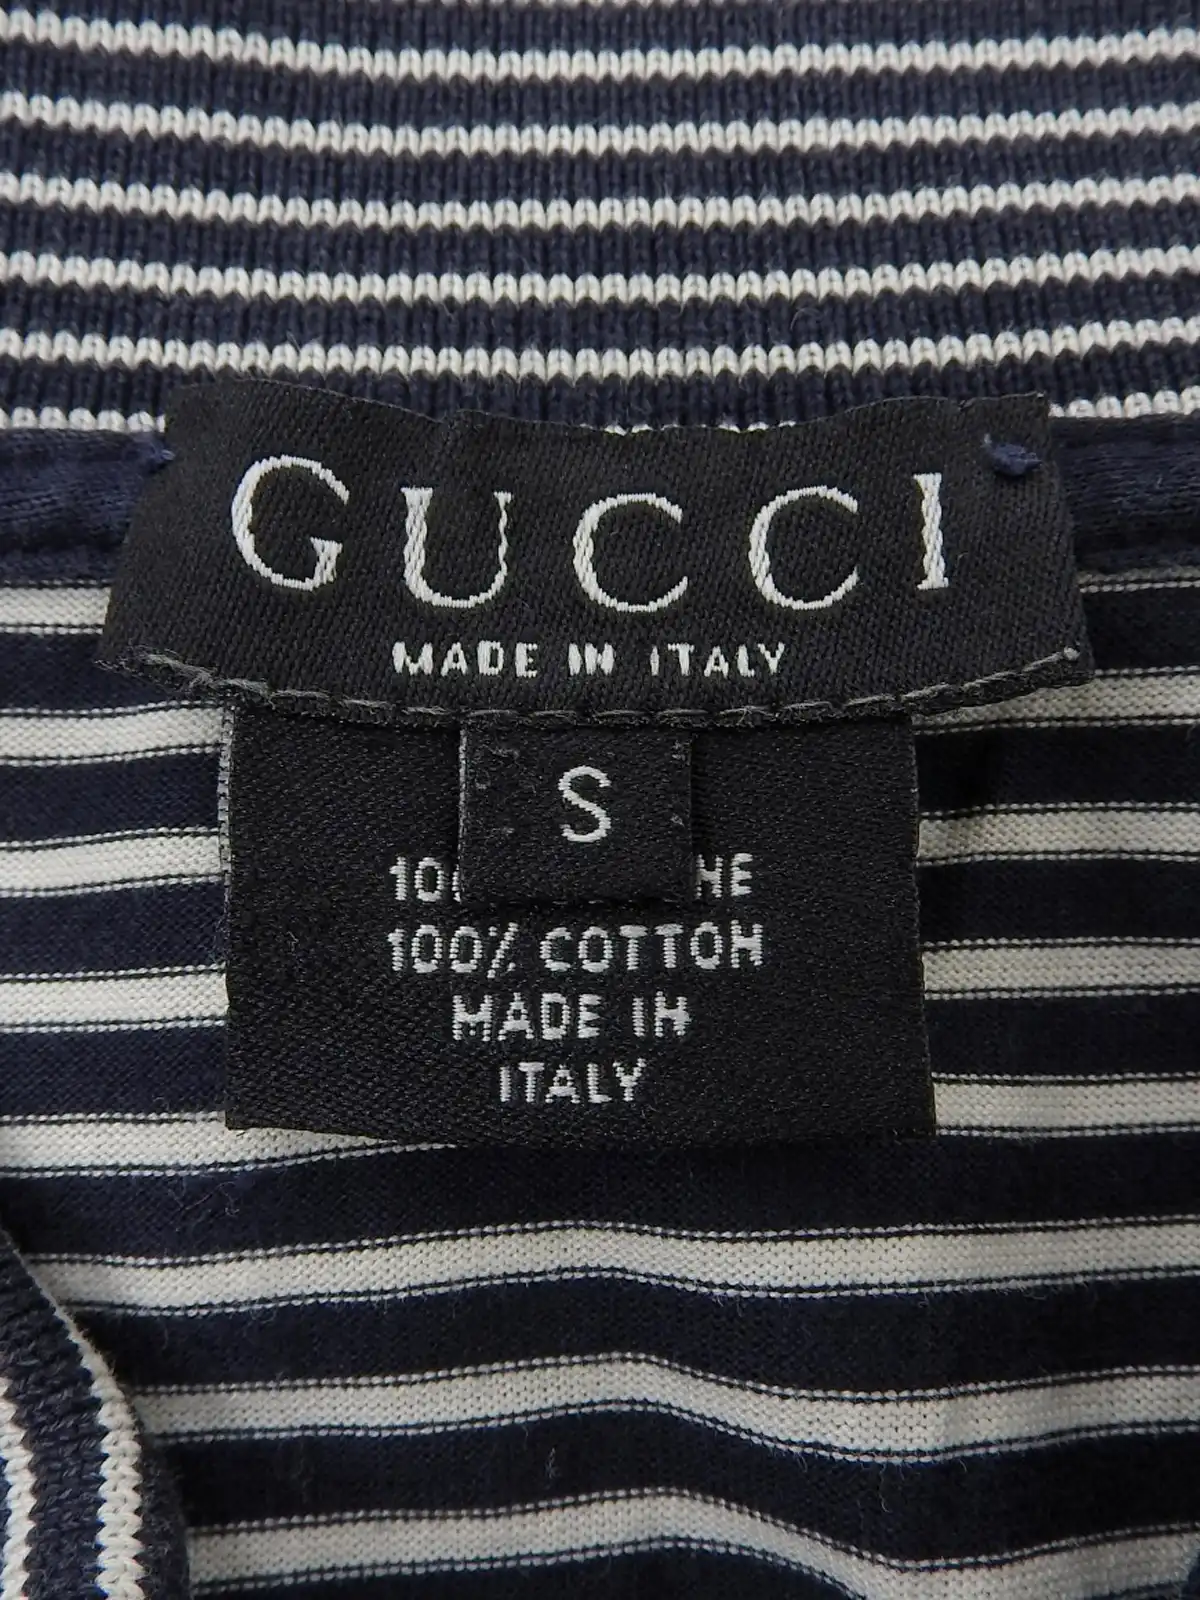 GUCCI
MADE IN ITALY
S
100% COTTON
MADE IN
ITALY